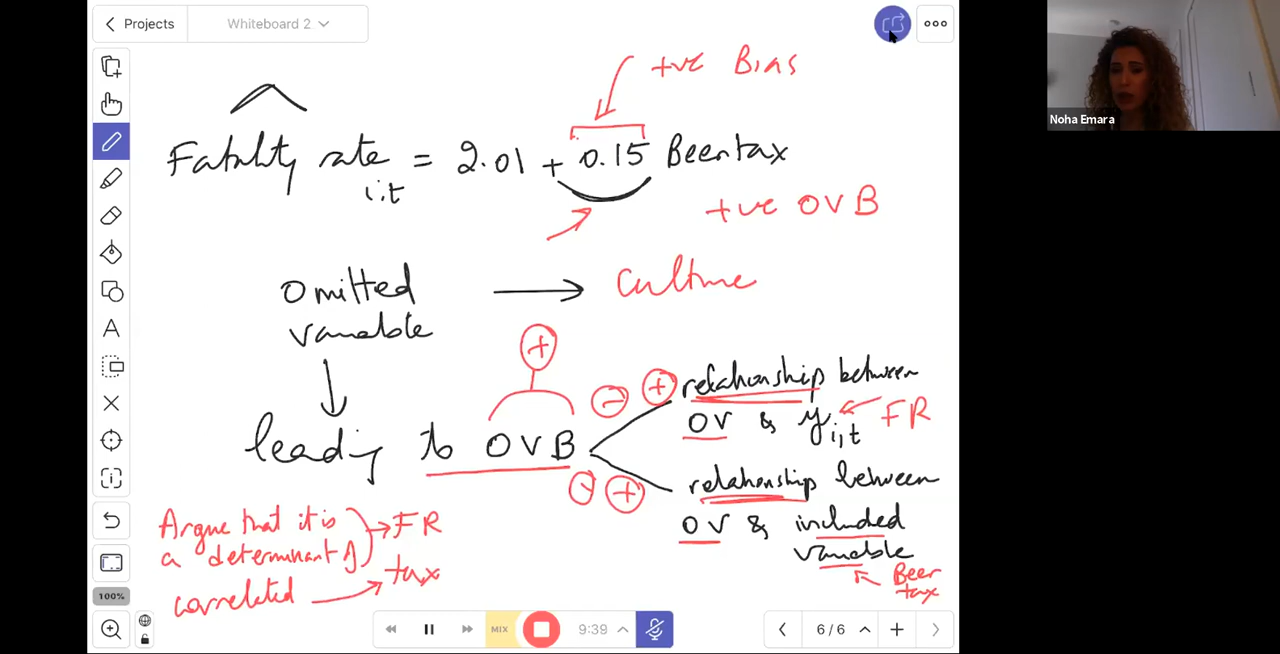 Projects
Whiteboard 2
Noha Emara
+ve Bias
Fatality rate i,t = 2.01 + 0.15 Beertax
+ve OVB
omitted variable → Culture
+
leading to OVB
- + relationship between
OV & y i,t FR
- + relationship between
OV & included
variable
Beer
tax
Argue that it is
a determinant of → FR
correlated → tax
100%
MIX
9:39
6/6
A